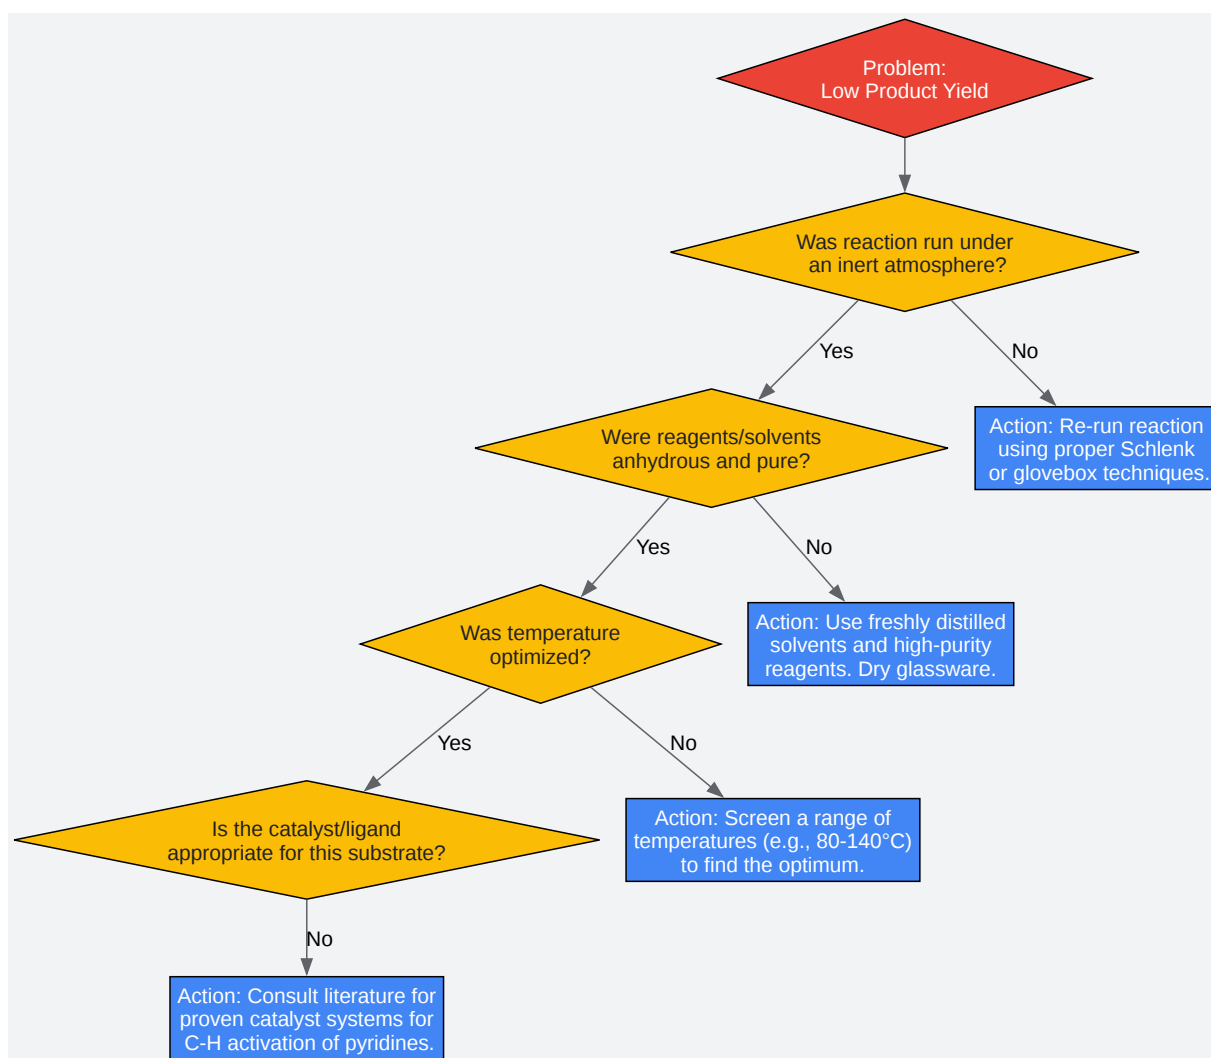 Problem:
Low Product Yield
Was reaction run under
an inert atmosphere?
Yes
No
Were reagents/solvents
anhydrous and pure?
Action: Re-run reaction
using proper Schlenk
or glovebox techniques.
Yes
No
Was temperature
optimized?
Action: Use freshly distilled
solvents and high-purity
reagents. Dry glassware.
Yes
No
Is the catalyst/ligand
appropriate for this substrate?
Action: Screen a range of
temperatures (e.g., 80-140°C)
to find the optimum.
No
Action: Consult literature for
proven catalyst systems for
C-H activation of pyridines.